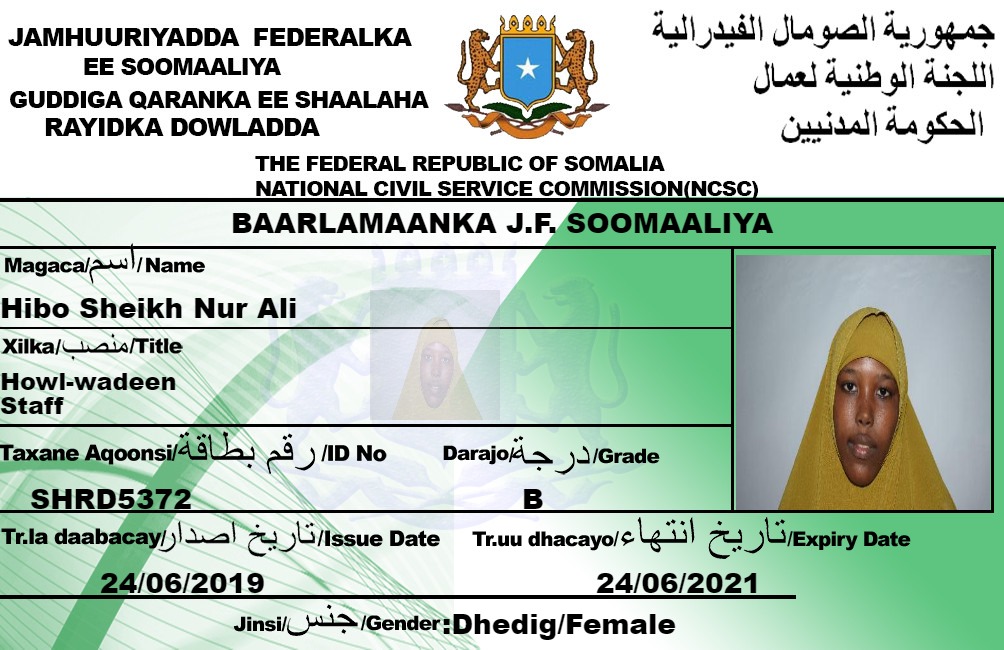 JAMHUURIYADDA FEDERALKA
EE SOOMAALIYA
GUDDIGA QARANKA EE SHAALAHA
RAYIDKA DOWLADDA
جمهورية الصومال الفيدرالية
اللجنة الوطنية لعمال
الحكومة المدنيين
THE FEDERAL REPUBLIC OF SOMALIA
NATIONAL CIVIL SERVICE COMMISSION(NCSC)
BAARLAMAANKA J.F. SOOMAALIYA
Magaca/اسم/Name
Hibo Sheikh Nur Ali
Xilka/منصب/Title
Howl-wadeen
Staff
Taxane Aqoonsi/رقم بطاقة/ID No
SHRD5372
Darajo/درجة/Grade
B
Tr.la daabacay/تاريخ اصدار/Issue Date
24/06/2019
Tr.uu dhacayo/تاريخ انتهاء/Expiry Date
24/06/2021
Jinsi/جنس/Gender:Dhedig/Female